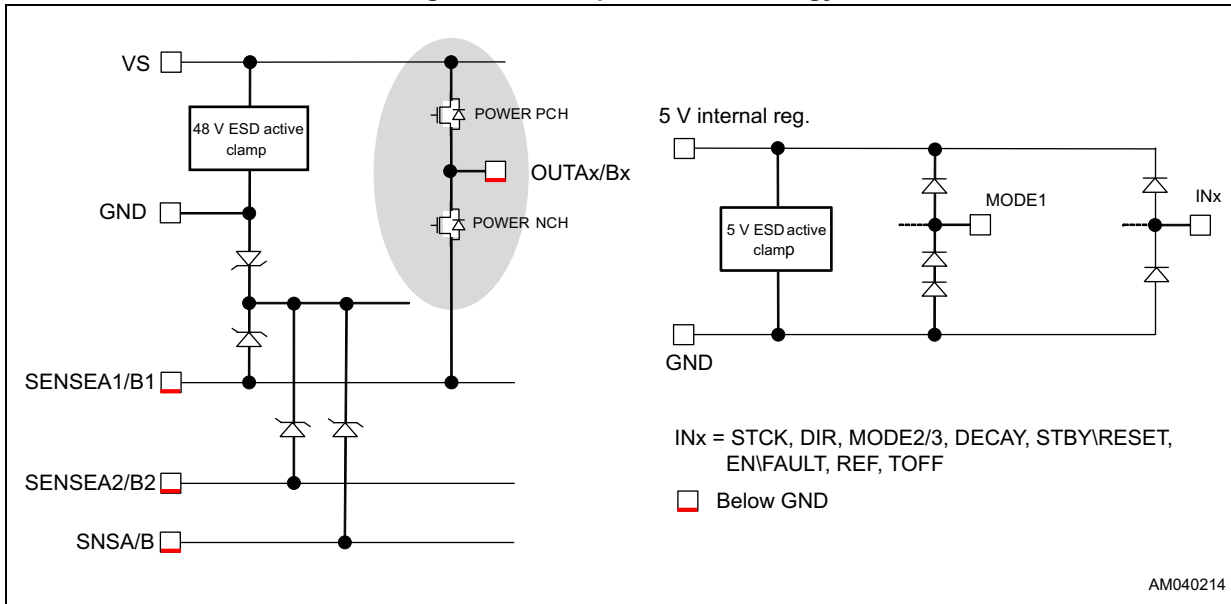 VS
48 V ESD active
clamp
GND
POWER PCH
OUTAx/Bx
POWER NCH
SENSEA1/B1
SENSEA2/B2
SNSA/B
5 V internal reg.
MODE1
INx
5 V ESD active
clamp
GND
INx = STCK, DIR, MODE2/3, DECAY, STBY\RESET,
EN\FAULT, REF, TOFF
Below GND
AM040214